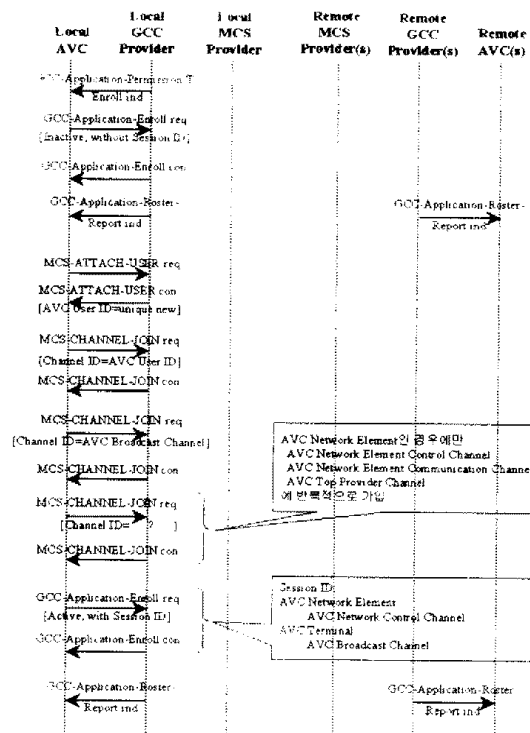 Local AVC
Local GCC Provider
Local MCS Provider
Remote MCS Provider(s)
Remote GCC Provider(s)
Remote AVC(s)
GCC-Application-Permission-T
Enroll ind
GCC-Application-Enroll req
[Inactive, without Session ID]
GCC-Application-Enroll con
GCC-Application-Roster-
Report ind
GCC-Application-Roster-
Report ind
MCS-ATTACH-USER req
MCS-ATTACH-USER con
[AVC User ID=unique new]
MCS-CHANNEL-JOIN req
[Channel ID=AVC User ID]
MCS-CHANNEL-JOIN con
MCS-CHANNEL-JOIN req
[Channel ID=AVC Broadcast Channel]
MCS-CHANNEL-JOIN con
MCS-CHANNEL-JOIN req
[Channel ID= ? ]
MCS-CHANNEL-JOIN con
AVC Network Element인 경우에만
AVC Network Element Control Channel
AVC Network Element Communication Channel
AVC Top Provider Channel
에 반복적으로 가입
GCC-Application-Enroll req
[Active, with Session ID]
GCC-Application-Enroll con
Session ID
AVC Network Element
AVC Network Control Channel
AVC Terminal
AVC Broadcast Channel
GCC-Application-Roster-
Report ind
GCC-Application-Roster
Report ind